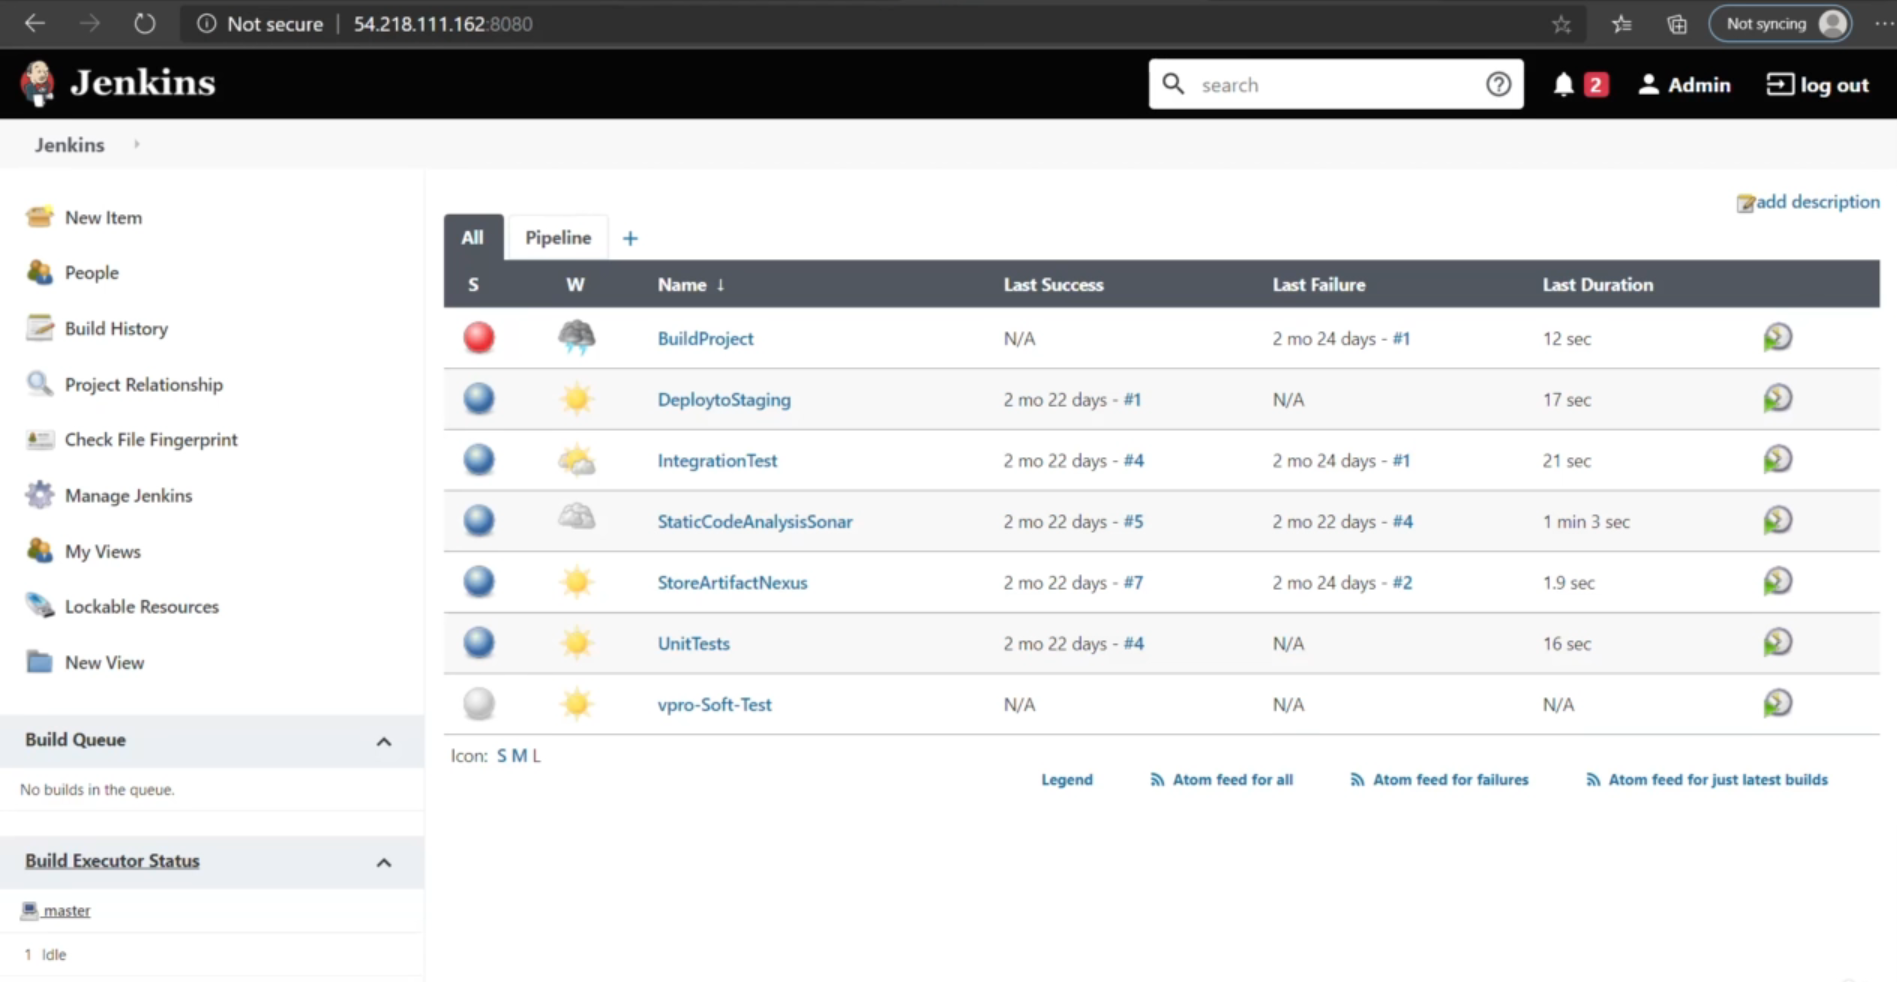 Not secure | 54.218.111.162:8080
Not syncing
Jenkins
search
2
Admin
log out
Jenkins
New Item
People
Build History
Project Relationship
Check File Fingerprint
Manage Jenkins
My Views
Lockable Resources
New View
Build Queue
No builds in the queue.
Build Executor Status
master
1 Idle
add description
All Pipeline +
S W Name ↓ Last Success Last Failure Last Duration
BuildProject N/A 2 mo 24 days - #1 12 sec
DeploytoStaging 2 mo 22 days - #1 N/A 17 sec
IntegrationTest 2 mo 22 days - #4 2 mo 24 days - #1 21 sec
StaticCodeAnalysisSonar 2 mo 22 days - #5 2 mo 22 days - #4 1 min 3 sec
StoreArtifactNexus 2 mo 22 days - #7 2 mo 24 days - #2 1.9 sec
UnitTests 2 mo 22 days - #4 N/A 16 sec
vpro-Soft-Test N/A N/A N/A
Icon: S M L
Legend Atom feed for all Atom feed for failures Atom feed for just latest builds